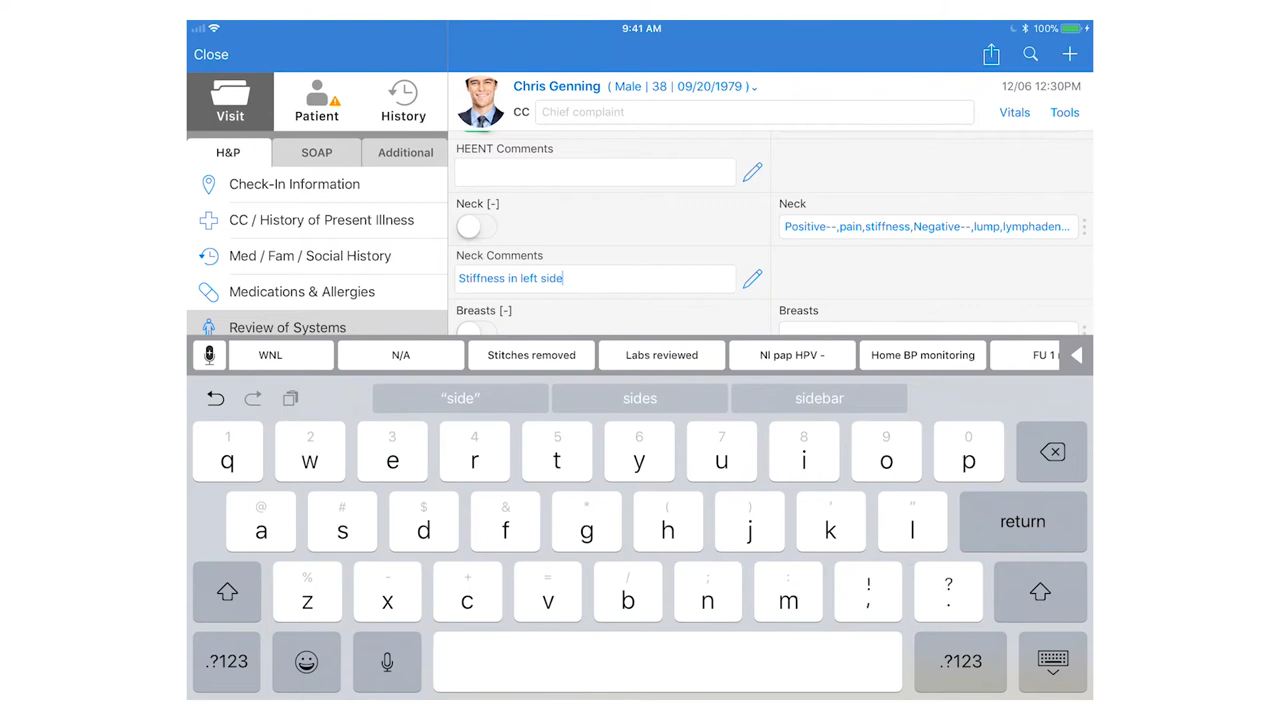 9:41 AM
100%
Close
Visit
Patient
History
Chris Genning ( Male | 38 | 09/20/1979 )
12/06 12:30PM
CC Chief complaint
Vitals Tools
H&P SOAP Additional
Check-In Information
CC / History of Present Illness
Med / Fam / Social History
Medications & Allergies
Review of Systems
HEENT Comments
Neck [-]
Neck
Positive--,pain,stiffness,Negative--,lump,lymphaden...
Neck Comments
Stiffness in left side
Breasts [-]
Breasts
WNL N/A Stitches removed Labs reviewed Nl pap HPV - Home BP monitoring FU 1
"side" sides sidebar
1 2 3 4 5 6 7 8 9 0
q w e r t y u i o p
@ # $ & * ( ) ' "
a s d f g h j k l return
% - + = / ; : ! ?
z x c v b n m , .
.?123 .?123